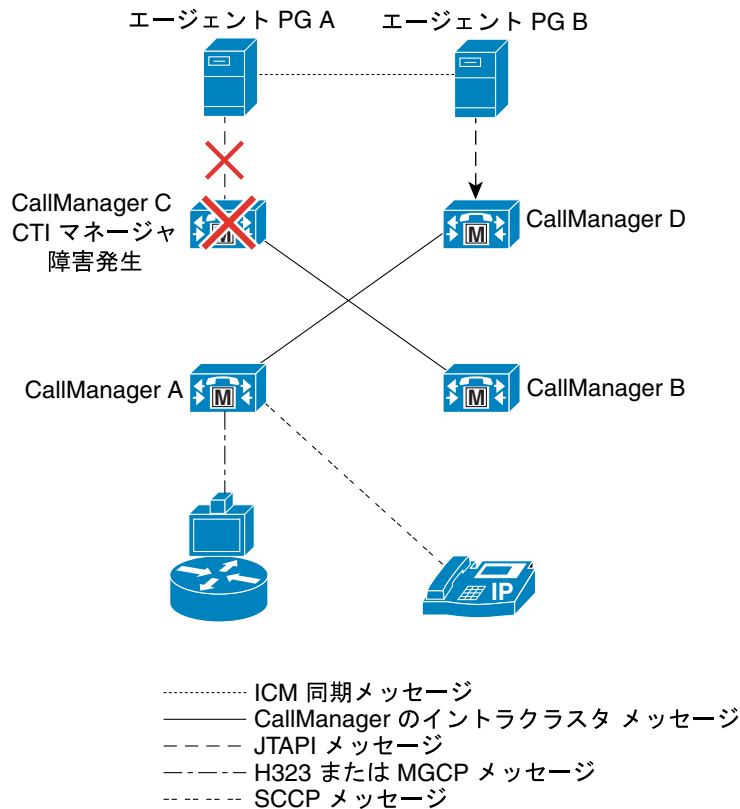 エージェント PG A
エージェント PG B
CallManager C
CTI マネージャ
障害発生
M
M
CallManager D
CallManager A
M
M
CallManager B
IP
ICM 同期メッセージ
CallManager のイントラクラスタ メッセージ
JTAPI メッセージ
H323 または MGCP メッセージ
SCCP メッセージ